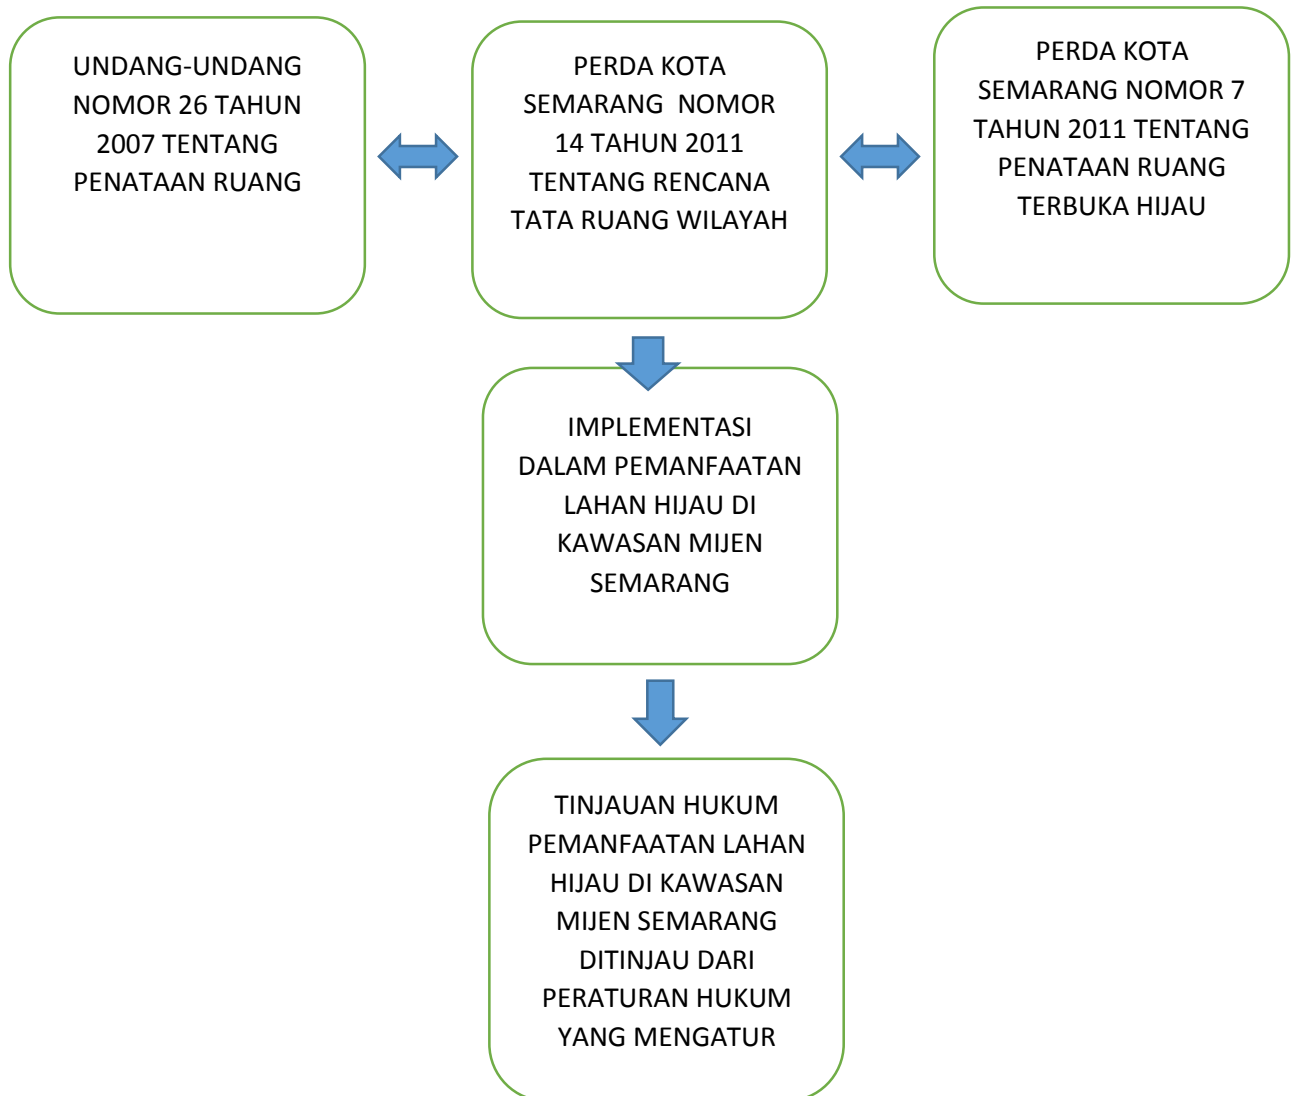 UNDANG-UNDANG
NOMOR 26 TAHUN
2007 TENTANG
PENATAAN RUANG
PERDA KOTA
SEMARANG NOMOR
14 TAHUN 2011
TENTANG RENCANA
TATA RUANG WILAYAH
PERDA KOTA
SEMARANG NOMOR 7
TAHUN 2011 TENTANG
PENATAAN RUANG
TERBUKA HIJAU
IMPLEMENTASI
DALAM PEMANFAATAN
LAHAN HIJAU DI
KAWASAN MIJEN
SEMARANG
TINJAUAN HUKUM
PEMANFAATAN LAHAN
HIJAU DI KAWASAN
MIJEN SEMARANG
DITINJAU DARI
PERATURAN HUKUM
YANG MENGATUR